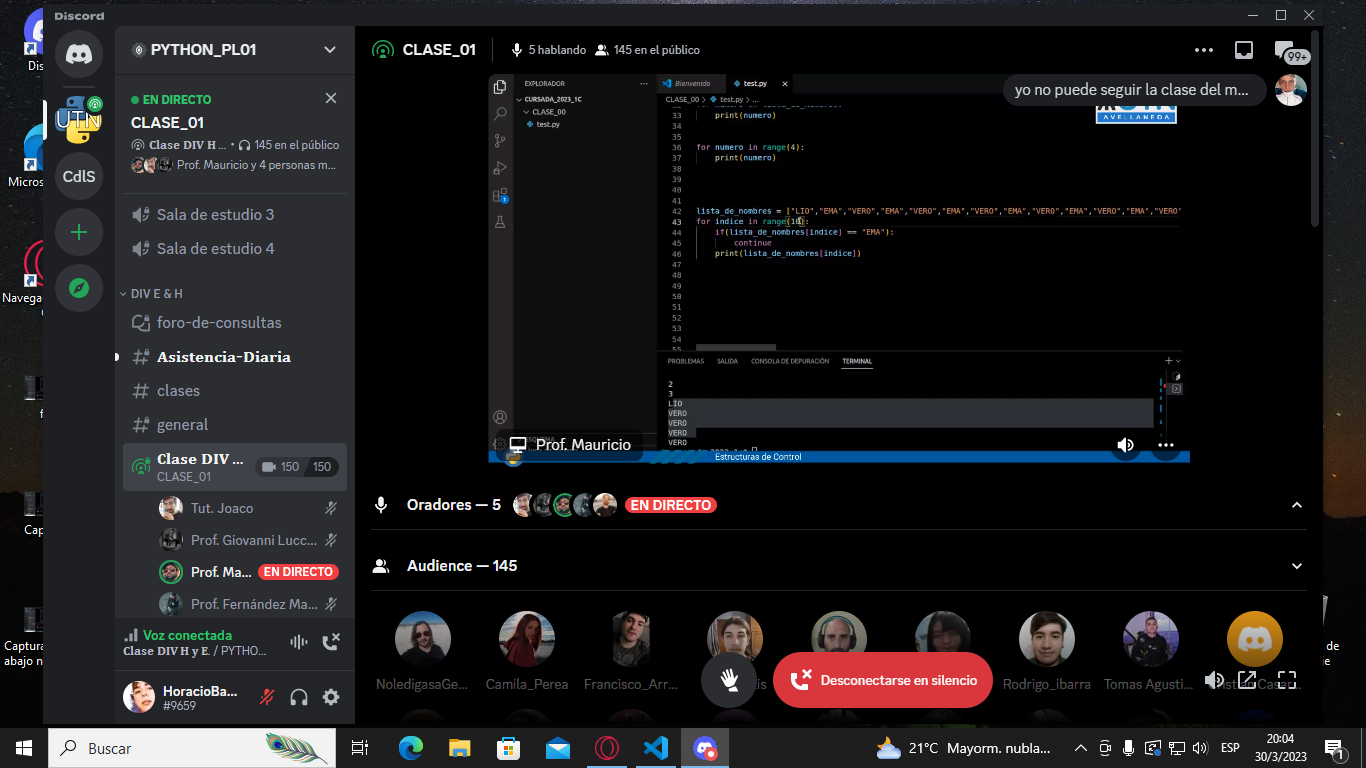 Discord
PYTHON_PL01
EN DIRECTO
CLASE_01
Clase DIV H ... • 145 en el público
Prof. Mauricio y 4 personas m...
UTN
CdlS
Sala de estudio 3
Sala de estudio 4
DIV E & H
foro-de-consultas
Asistencia-Diaria
clases
general
Clase DIV ...
150 150
CLASE_01
Tut. Joaco
Prof. Giovanni Lucc...
Prof. Ma... EN DIRECTO
Prof. Fernández Ma...
Voz conectada
Clase DIV H y E. / PYTHO...
HoracioBa...
#9659
CLASE_01
5 hablando 145 en el público
99+
yo no puede seguir la clase del m...
AVELLANEDA
EXPLORADOR
CURSADA_2023_1C
CLASE_00
test.py
Bienvenido test.py
CLASE_00 > test.py > ...
33 print(numero)
34
35
36 for numero in range(4):
37 print(numero)
38
39
40
41
42 lista_de_nombres = ["LIO","EMA","VERO","EMA","VERO","EMA","VERO","EMA","VERO","EMA","VERO","EMA","VERO"
43 for indice in range(10):
44 if(lista_de_nombres[indice] == "EMA"):
45 continue
46 print(lista_de_nombres[indice])
47
48
49
50
51
52
53
54
55
PROBLEMAS SALIDA CONSOLA DE DEPURACIÓN TERMINAL
2
3
LIO
VERO
VERO
VERO
VERO
Prof. Mauricio
Estructuras de Control
Oradores — 5 EN DIRECTO
Audience — 145
NoledigasaGe...
Camila_Perea
Francisco_Arr...
Rodrigo_ibarra
Tomas Agusti...
Desconectarse en silencio
Buscar
21°C Mayorm. nubla...
ESP
20:04
30/3/2023
1